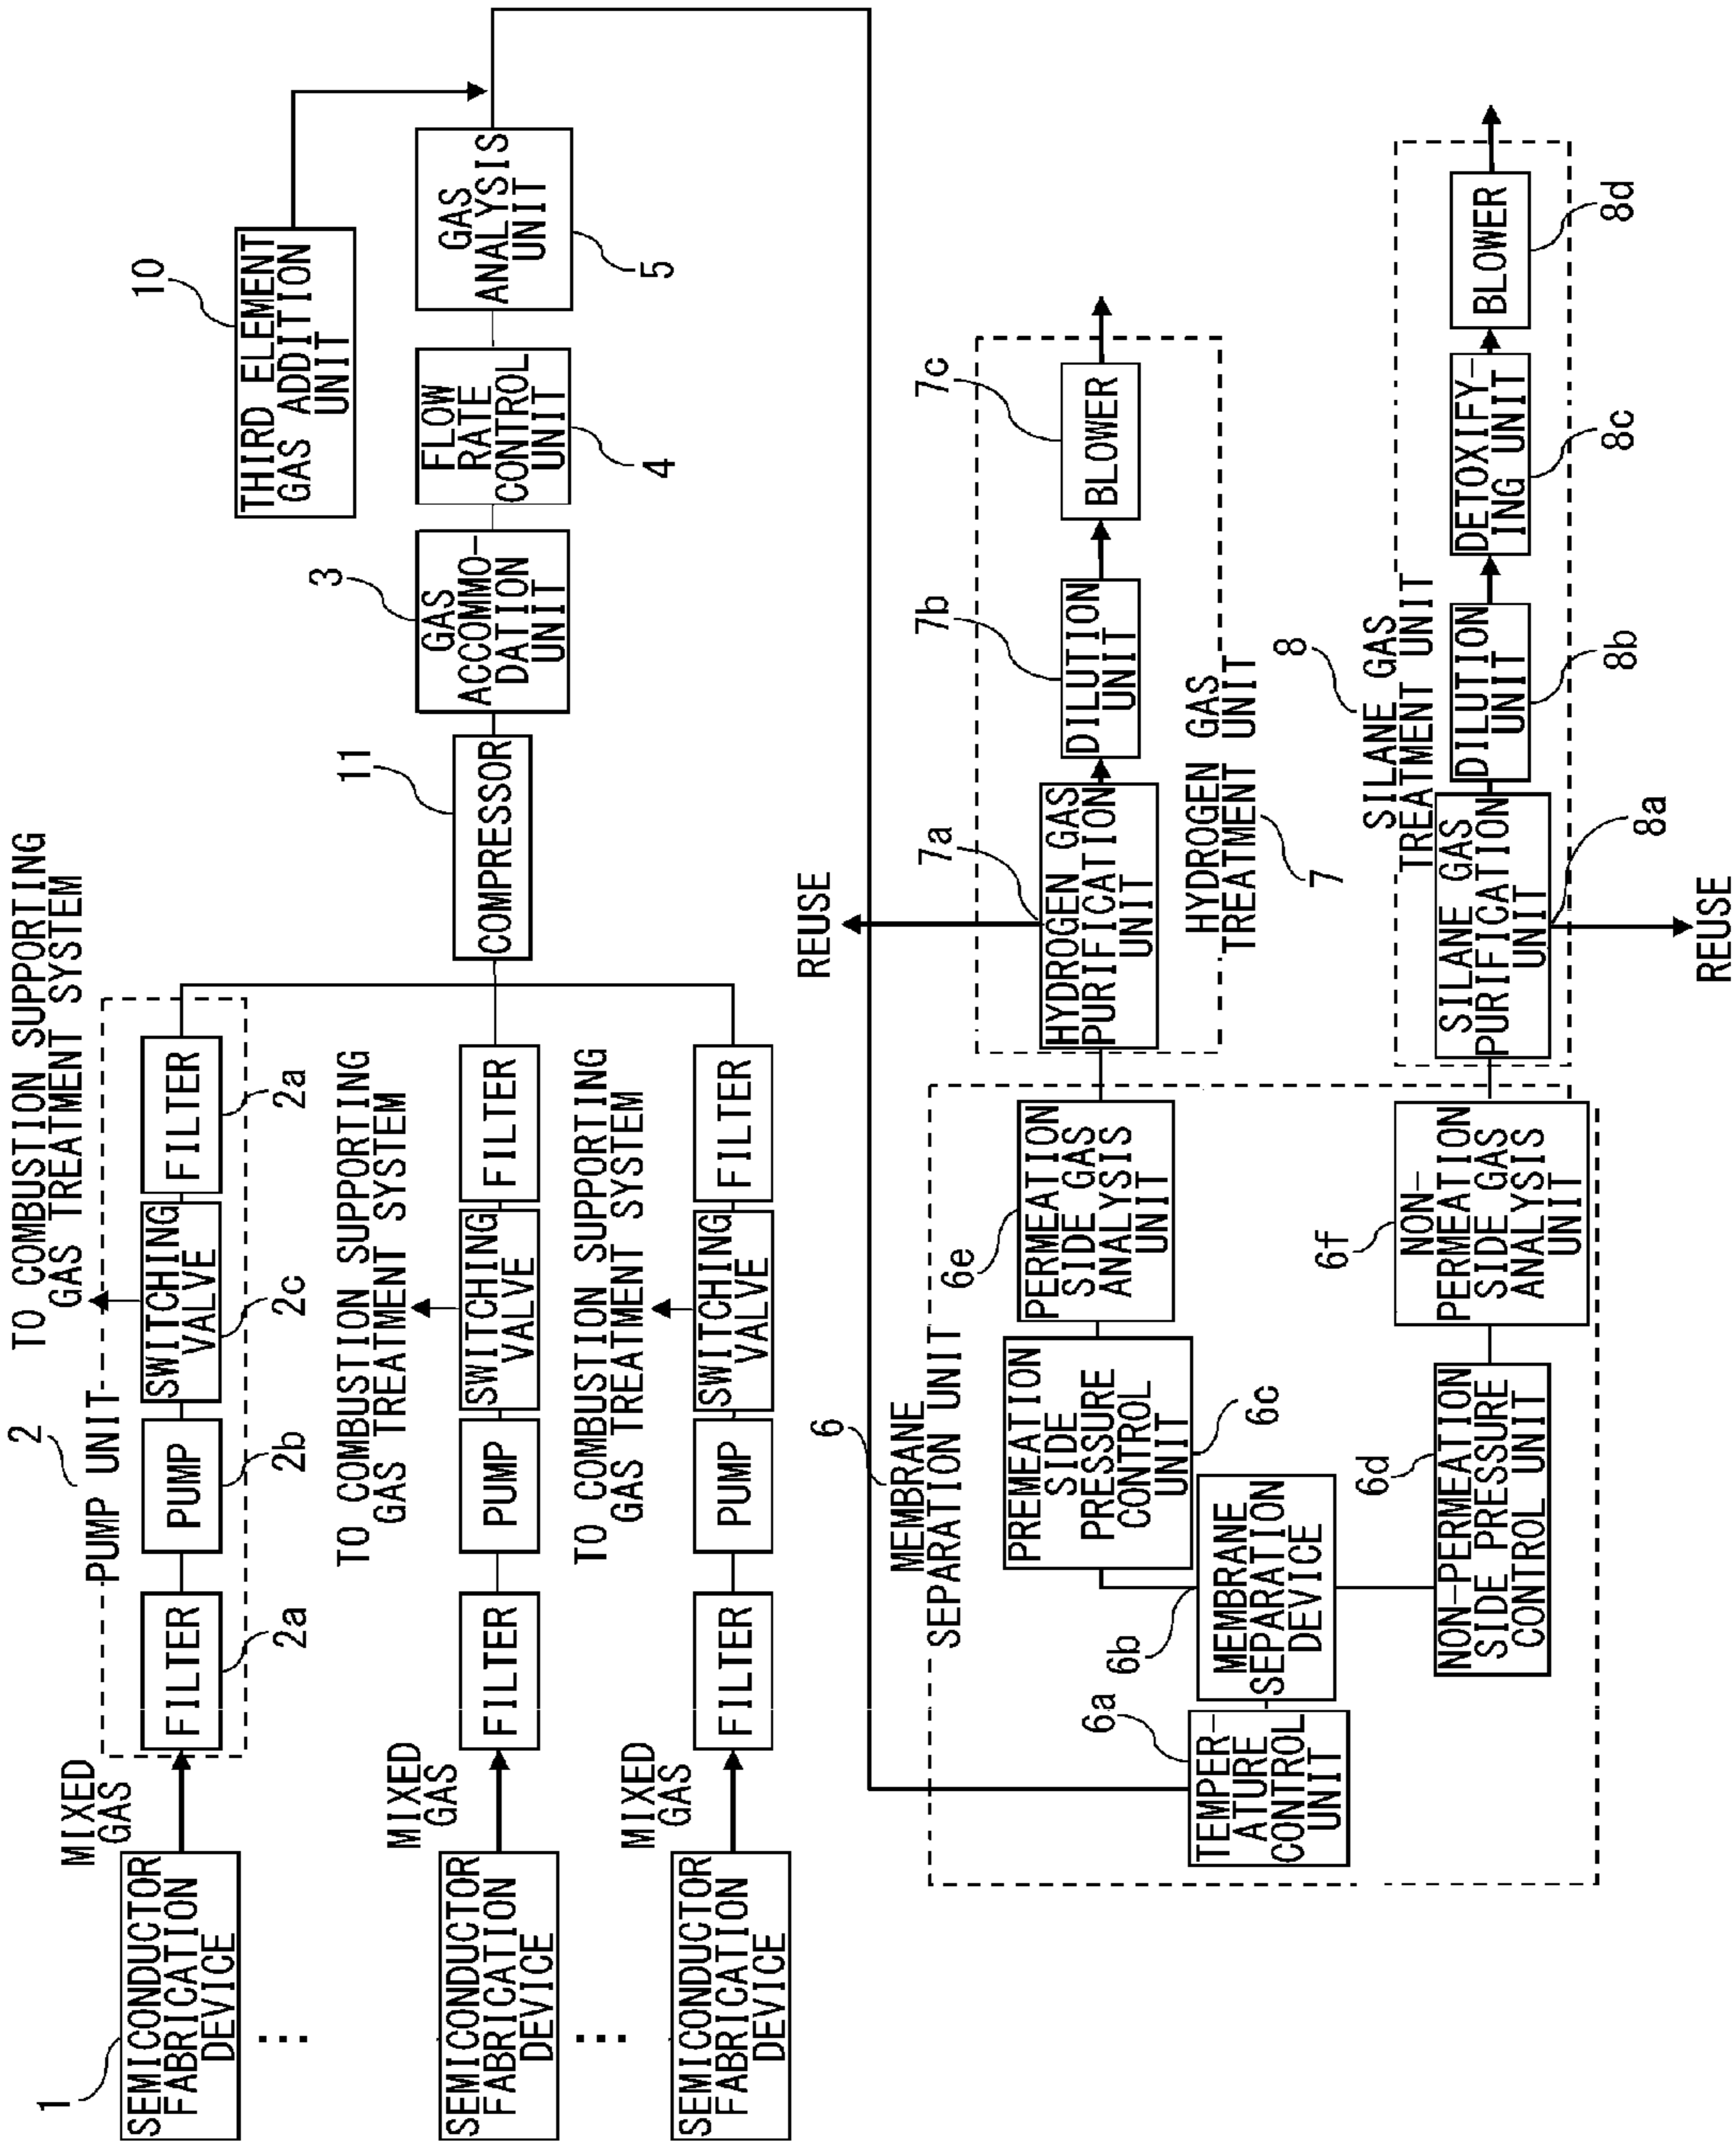 TO COMBUSTION SUPPORTING
GAS TREATMENT SYSTEM
2
PUMP UNIT
1
SEMICONDUCTOR
FABRICATION
DEVICE
MIXED
GAS
FILTER
2a
PUMP
2b
SWITCHING
VALVE
2c
FILTER
2a
...
TO COMBUSTION SUPPORTING
GAS TREATMENT SYSTEM
SEMICONDUCTOR
FABRICATION
DEVICE
MIXED
GAS
FILTER
PUMP
SWITCHING
VALVE
FILTER
...
TO COMBUSTION SUPPORTING
GAS TREATMENT SYSTEM
SEMICONDUCTOR
FABRICATION
DEVICE
MIXED
GAS
FILTER
PUMP
SWITCHING
VALVE
FILTER
11
COMPRESSOR
3
GAS
ACCOMMO-
DATION
UNIT
FLOW
RATE
CONTROL
UNIT
4
GAS
ANALYSIS
UNIT
5
10
THIRD ELEMENT
GAS ADDITION
UNIT
6
MEMBRANE
SEPARATION UNIT
6a
TEMPER-
ATURE
CONTROL
UNIT
6b
MEMBRANE
SEPARATION
DEVICE
PREMEATION
SIDE
PRESSURE
CONTROL
UNIT
6c
6d
NON-PERMEATION
SIDE PRESSURE
CONTROL UNIT
6e
PERMEATION
SIDE GAS
ANALYSIS
UNIT
6f
NON-
PERMEATION
SIDE GAS
ANALYSIS
UNIT
REUSE
7a
HYDROGEN GAS
PURIFICATION
UNIT
7b
DILUTION
UNIT
7c
BLOWER
HYDROGEN GAS
TREATMENT UNIT
7
8
SILANE GAS
TREATMENT UNIT
SILANE GAS
PURIFICATION
UNIT
8a
DILUTION
UNIT
8b
DETOXIFY-
ING UNIT
8c
BLOWER
8d
REUSE